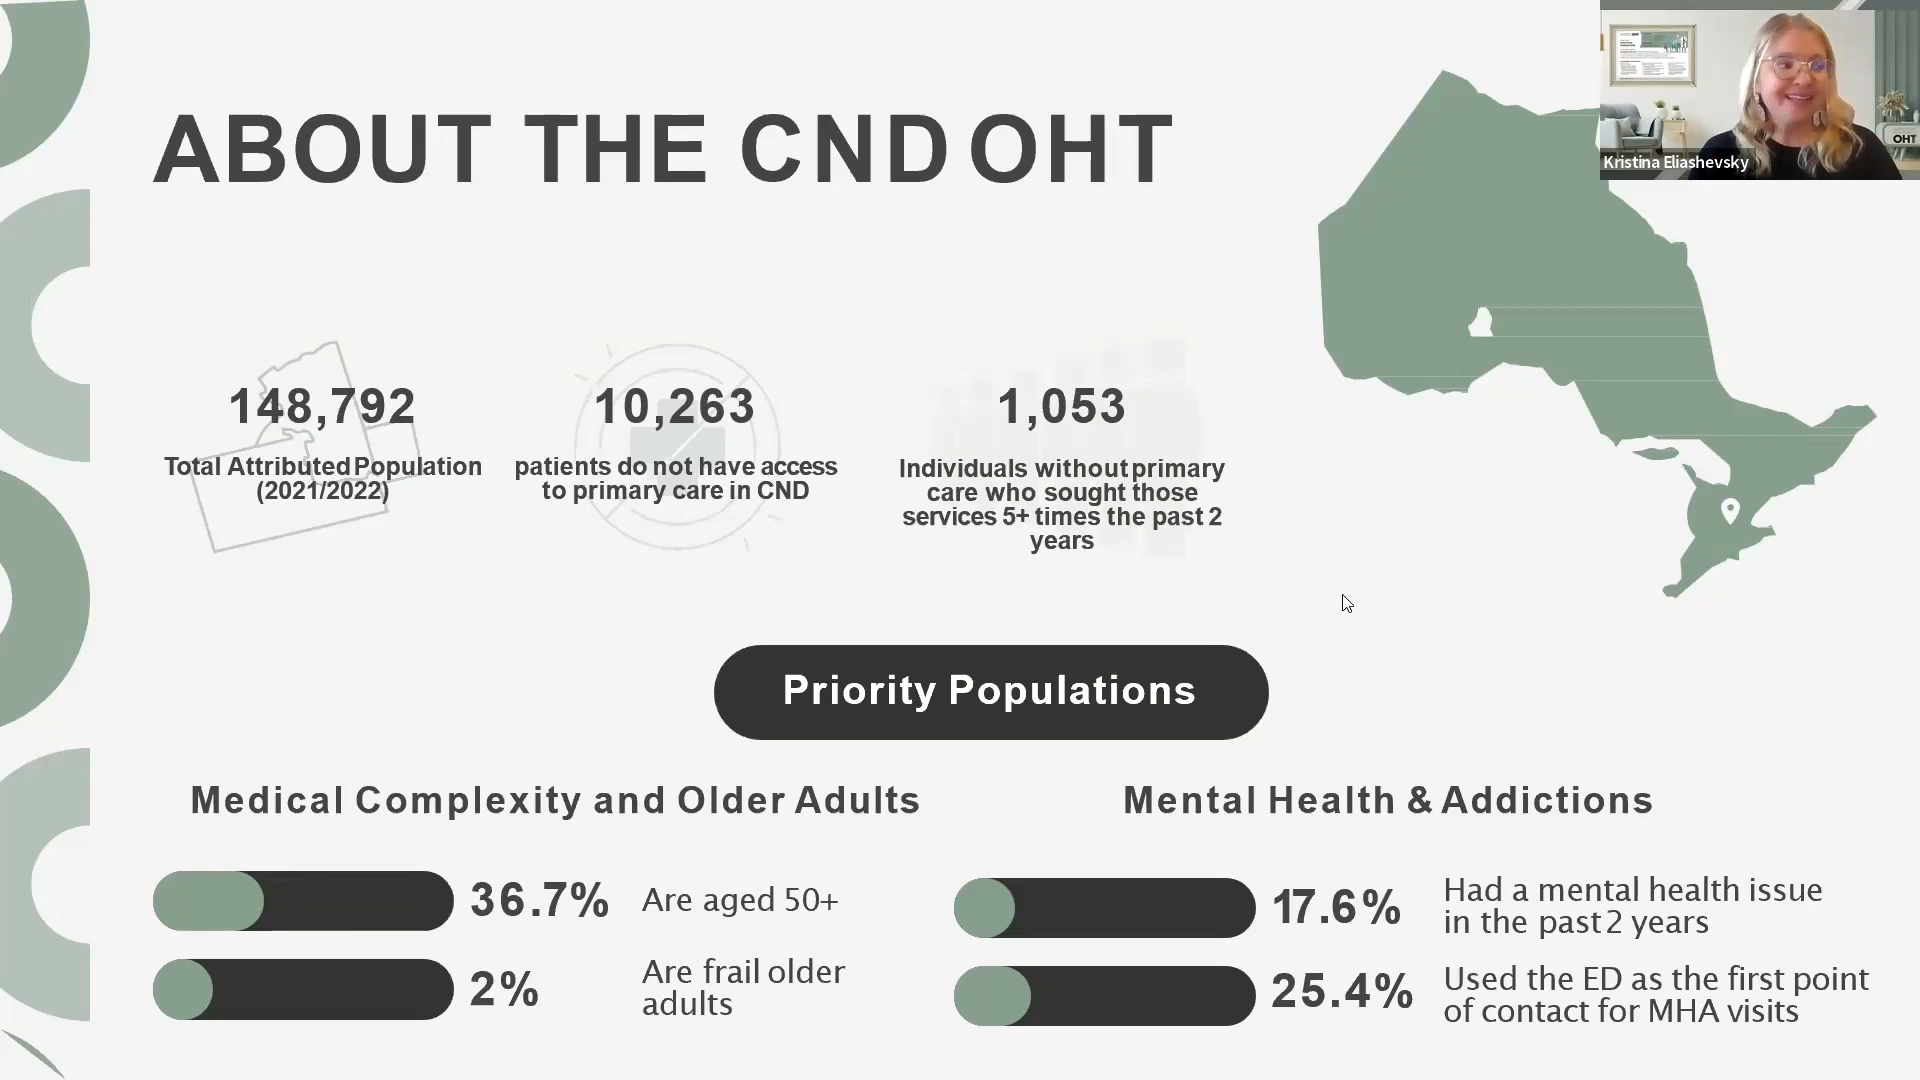 ABOUT THE CND OHT
OHT
Kristina Eliashevsky
148,792
Total Attributed Population
(2021/2022)
10,263
patients do not have access
to primary care in CND
1,053
Individuals without primary
care who sought those
services 5+ times the past 2
years
Priority Populations
Medical Complexity and Older Adults
36.7%
Are aged 50+
2%
Are frail older
adults
Mental Health & Addictions
17.6%
Had a mental health issue
in the past 2 years
25.4%
Used the ED as the first point
of contact for MHA visits